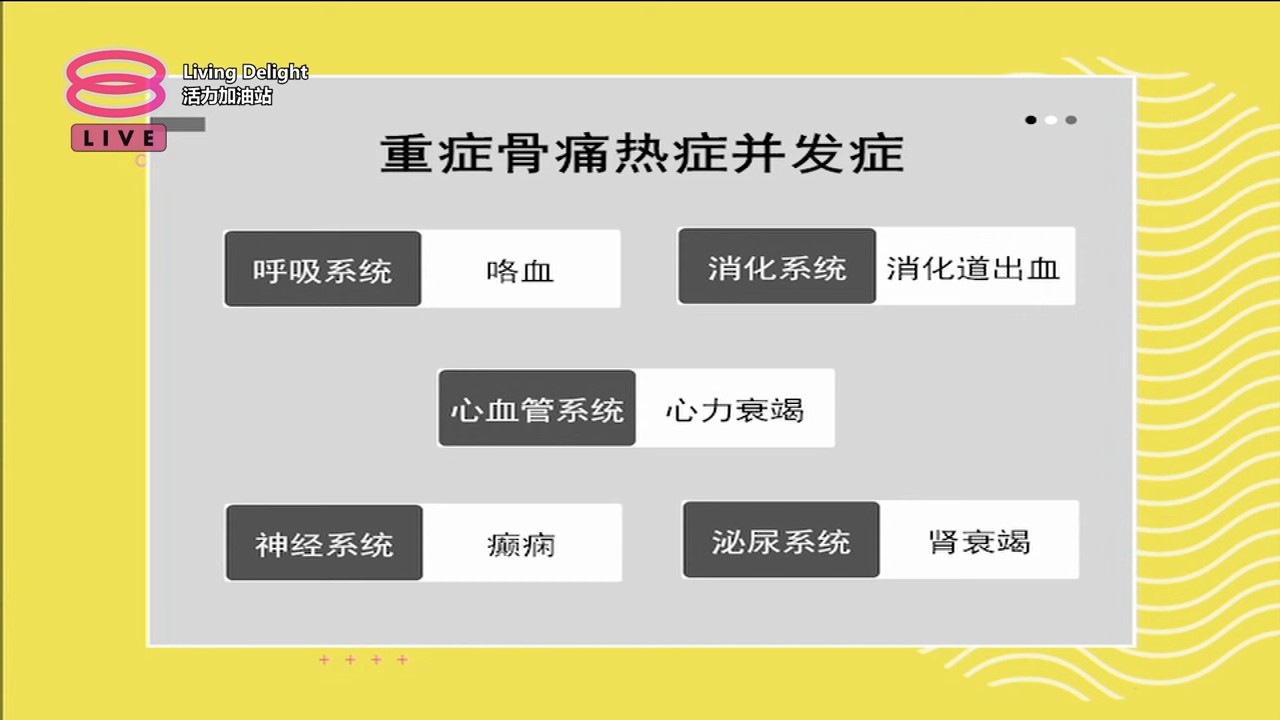 Living Delight
活力加油站
LIVE
重症骨痛热症并发症
呼吸系统 咯血
消化系统 消化道出血
心血管系统 心力衰竭
神经系统 癫痫
泌尿系统 肾衰竭